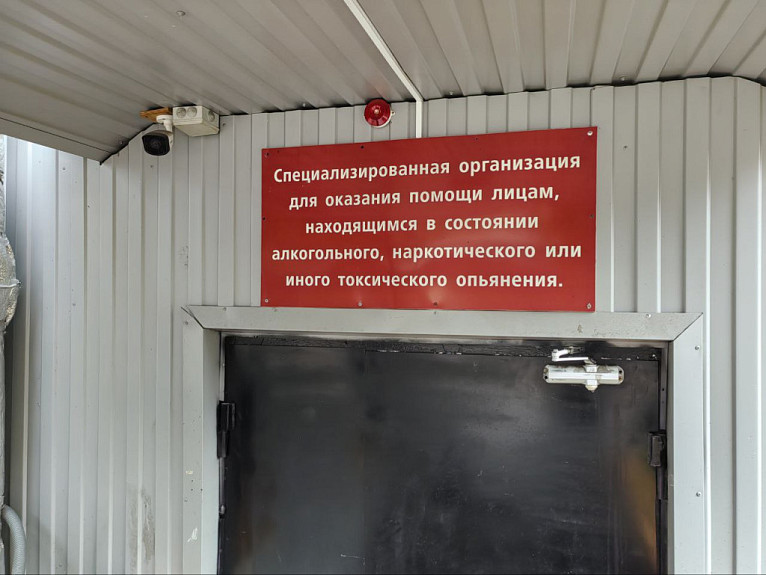 Специализированная организация
для оказания помощи лицам,
находящимся в состоянии
алкогольного, наркотического или
иного токсического опьянения.